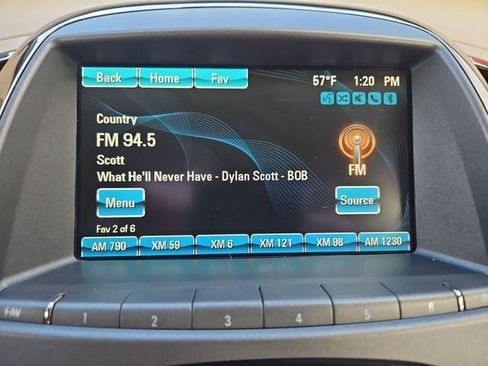 Back Home Fav 57°F 1:20 PM
Country
FM 94.5
Scott
What He'll Never Have - Dylan Scott - BOB
FM
Menu Source
Fav 2 of 6
AM 790 XM 59 XM 6 XM 121 XM 98 AM 1230
FAV 1 2 3 4 5 6